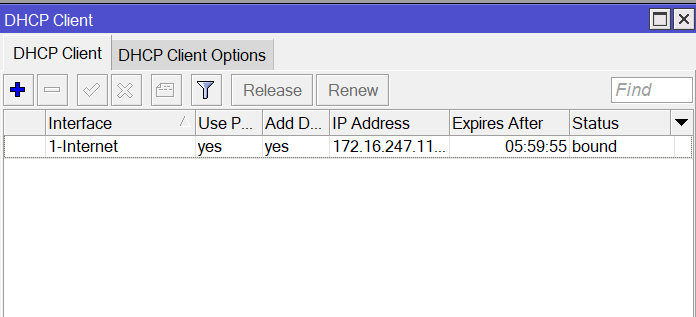 DHCP Client
DHCP Client DHCP Client Options
Release Renew Find
Interface Use P... Add D... IP Address Expires After Status
1-Internet yes yes 172.16.247.11... 05:59:55 bound